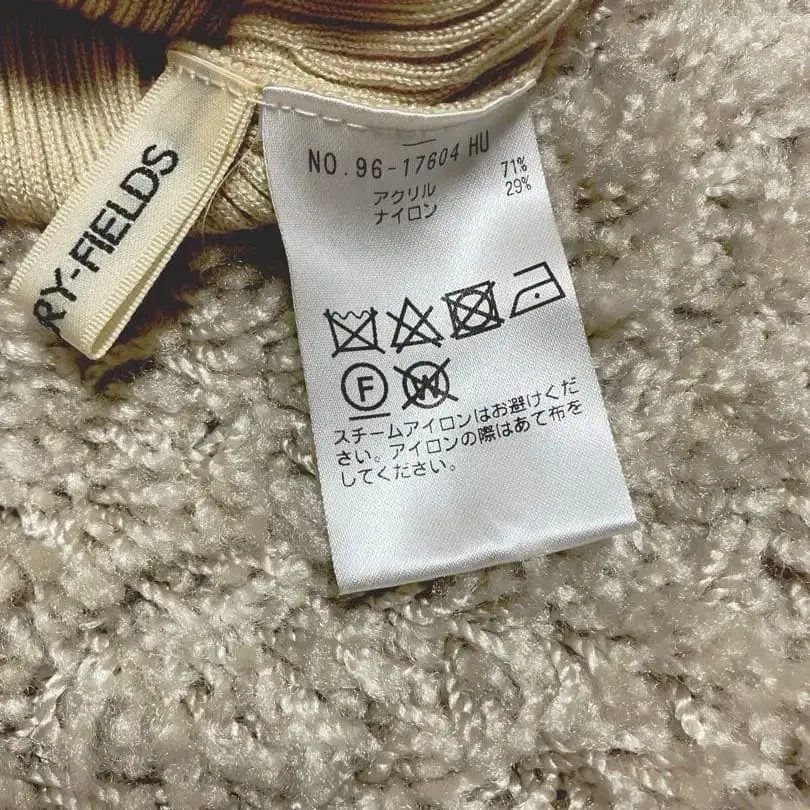 RY-FIELDS
NO.96-17604 HU
アクリル 71%
ナイロン 29%
F W
スチームアイロンはお避けくだ
さい。アイロンの際はあて布を
してください。